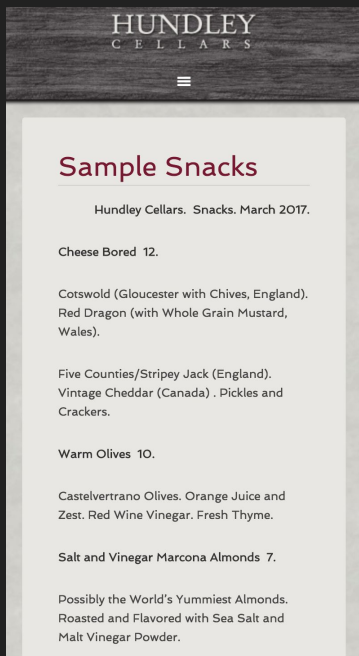 HUNDLEY
CELLARS
Sample Snacks
Hundley Cellars.  Snacks. March 2017.
Cheese Bored  12.
Cotswold (Gloucester with Chives, England).
Red Dragon (with Whole Grain Mustard,
Wales).
Five Counties/Stripey Jack (England).
Vintage Cheddar (Canada) . Pickles and
Crackers.
Warm Olives  10.
Castelvertrano Olives. Orange Juice and
Zest. Red Wine Vinegar. Fresh Thyme.
Salt and Vinegar Marcona Almonds  7.
Possibly the World's Yummiest Almonds.
Roasted and Flavored with Sea Salt and
Malt Vinegar Powder.